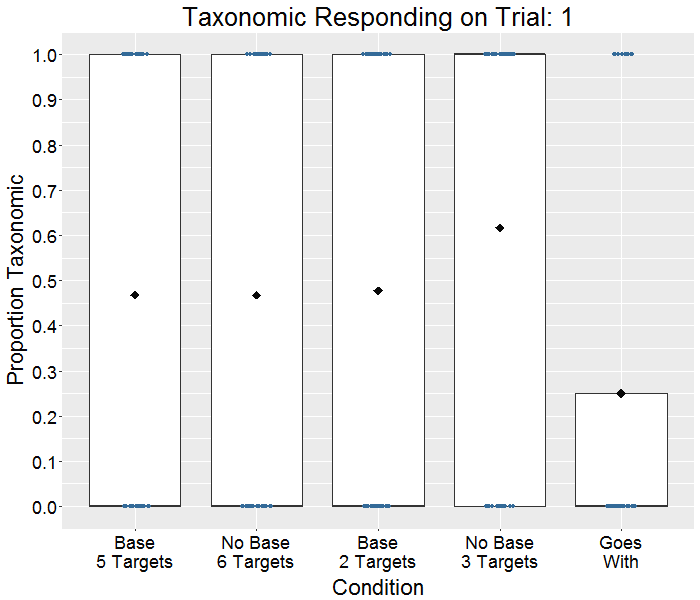 Taxonomic Responding on Trial: 1
Proportion Taxonomic
1.0
0.9
0.8
0.7
0.6
0.5
0.4
0.3
0.2
0.1
0.0
Base No Base Base No Base Goes
5 Targets 6 Targets 2 Targets 3 Targets With
Condition